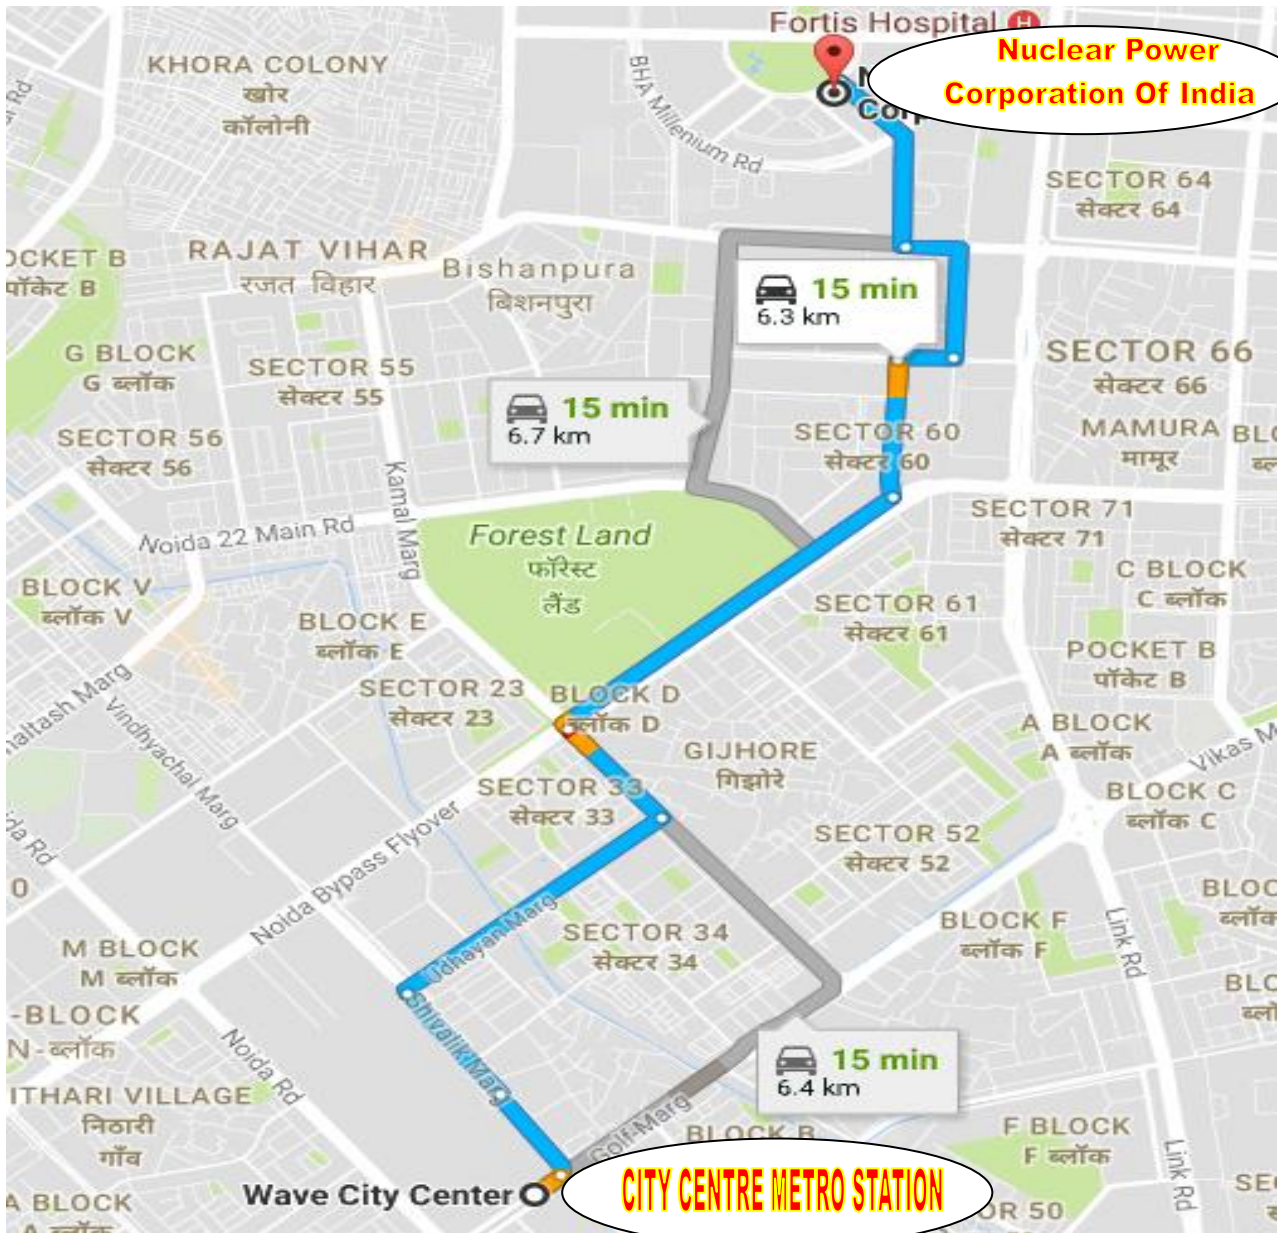 Fortis Hospital H
Nuclear Power
Corporation Of India
KHORA COLONY
खोर
कॉलोनी
BHA Millenium Rd
SECTOR 64
सेक्टर 64
RAJAT VIHAR
रजत विहार
Bishanpura
बिशनपुरा
OCKET B
पॉकेट B
15 min
6.3 km
G BLOCK
G ब्लॉक
SECTOR 55
सेक्टर 55
SECTOR 66
सेक्टर 66
15 min
6.7 km
SECTOR 56
सेक्टर 56
SECTOR 60
सेक्टर 60
MAMURA
मामूर
Kamal Marg
Noida 22 Main Rd
Forest Land
फॉरेस्ट
लैंड
SECTOR 71
सेक्टर 71
C BLOCK
C ब्लॉक
BLOCK V
ब्लॉक V
BLOCK E
ब्लॉक E
SECTOR 61
सेक्टर 61
POCKET B
पॉकेट B
SECTOR 23
सेक्टर 23
BLOCK D
ब्लॉक D
Vindhyachal Marg
GIJHORE
गिझोरे
A BLOCK
A ब्लॉक
Vikas M
SECTOR 33
सेक्टर 33
BLOCK C
ब्लॉक C
SECTOR 52
सेक्टर 52
Noida Bypass Flyover
Udhayan Marg
SECTOR 34
सेक्टर 34
BLOCK F
ब्लॉक F
Link Rd
M BLOCK
M ब्लॉक
Shivalik Marg
-BLOCK
N-ब्लॉक
Noida Rd
15 min
6.4 km
ITHARI VILLAGE
निठारी
गाँव
Golf-Marg
BLOCK B
F BLOCK
F ब्लॉक
Link Rd
Wave City Center
CITY CENTRE METRO STATION
A BLOCK
OR 50